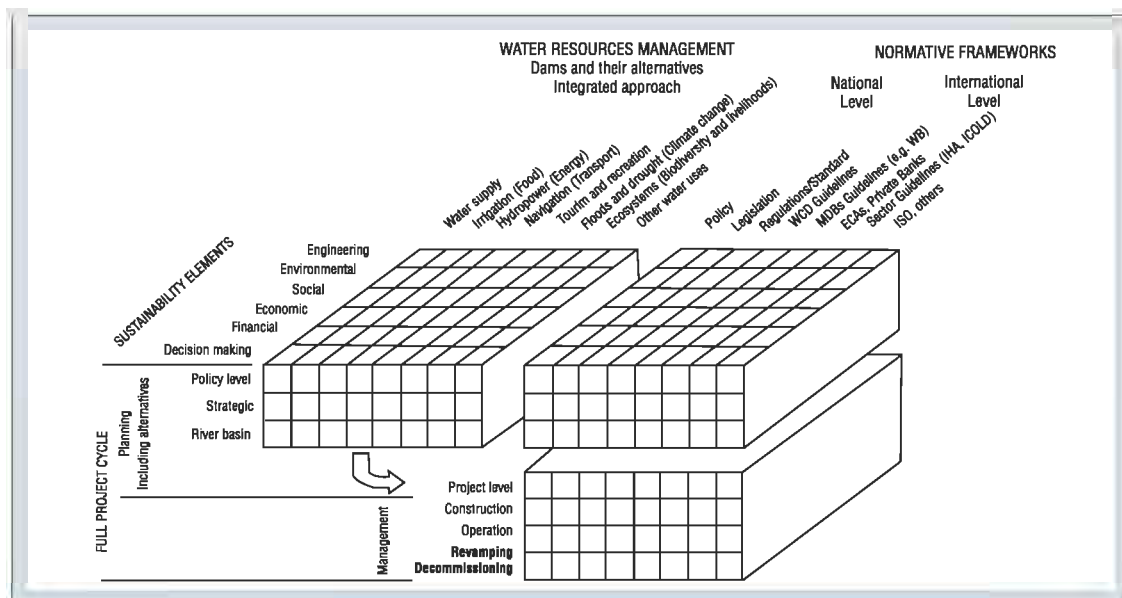 WATER RESOURCES MANAGEMENT
Dams and their alternatives
Integrated approach
NORMATIVE FRAMEWORKS
National
Level
International
Level
Water supply
Irrigation (Food)
Hydropower (Energy)
Navigation (Transport)
Tourim and recreation
Floods and drought (Climate change)
Ecosystems (Biodiversity and livelihoods)
Other water uses
Policy
Legislation
Regulations/Standard
WCD Guidelines
MDBs Guidelines (e.g. WB)
ECAs, Private Banks
Sector Guidelines (IHA, ICOLD)
ISO, others
SUSTAINABILITY ELEMENTS
Engineering
Environmental
Social
Economic
Financial
Decision making
FULL PROJECT CYCLE
Planning
Including alternatives
Policy level
Strategic
River basin
Management
Project level
Construction
Operation
Revamping
Decommissioning